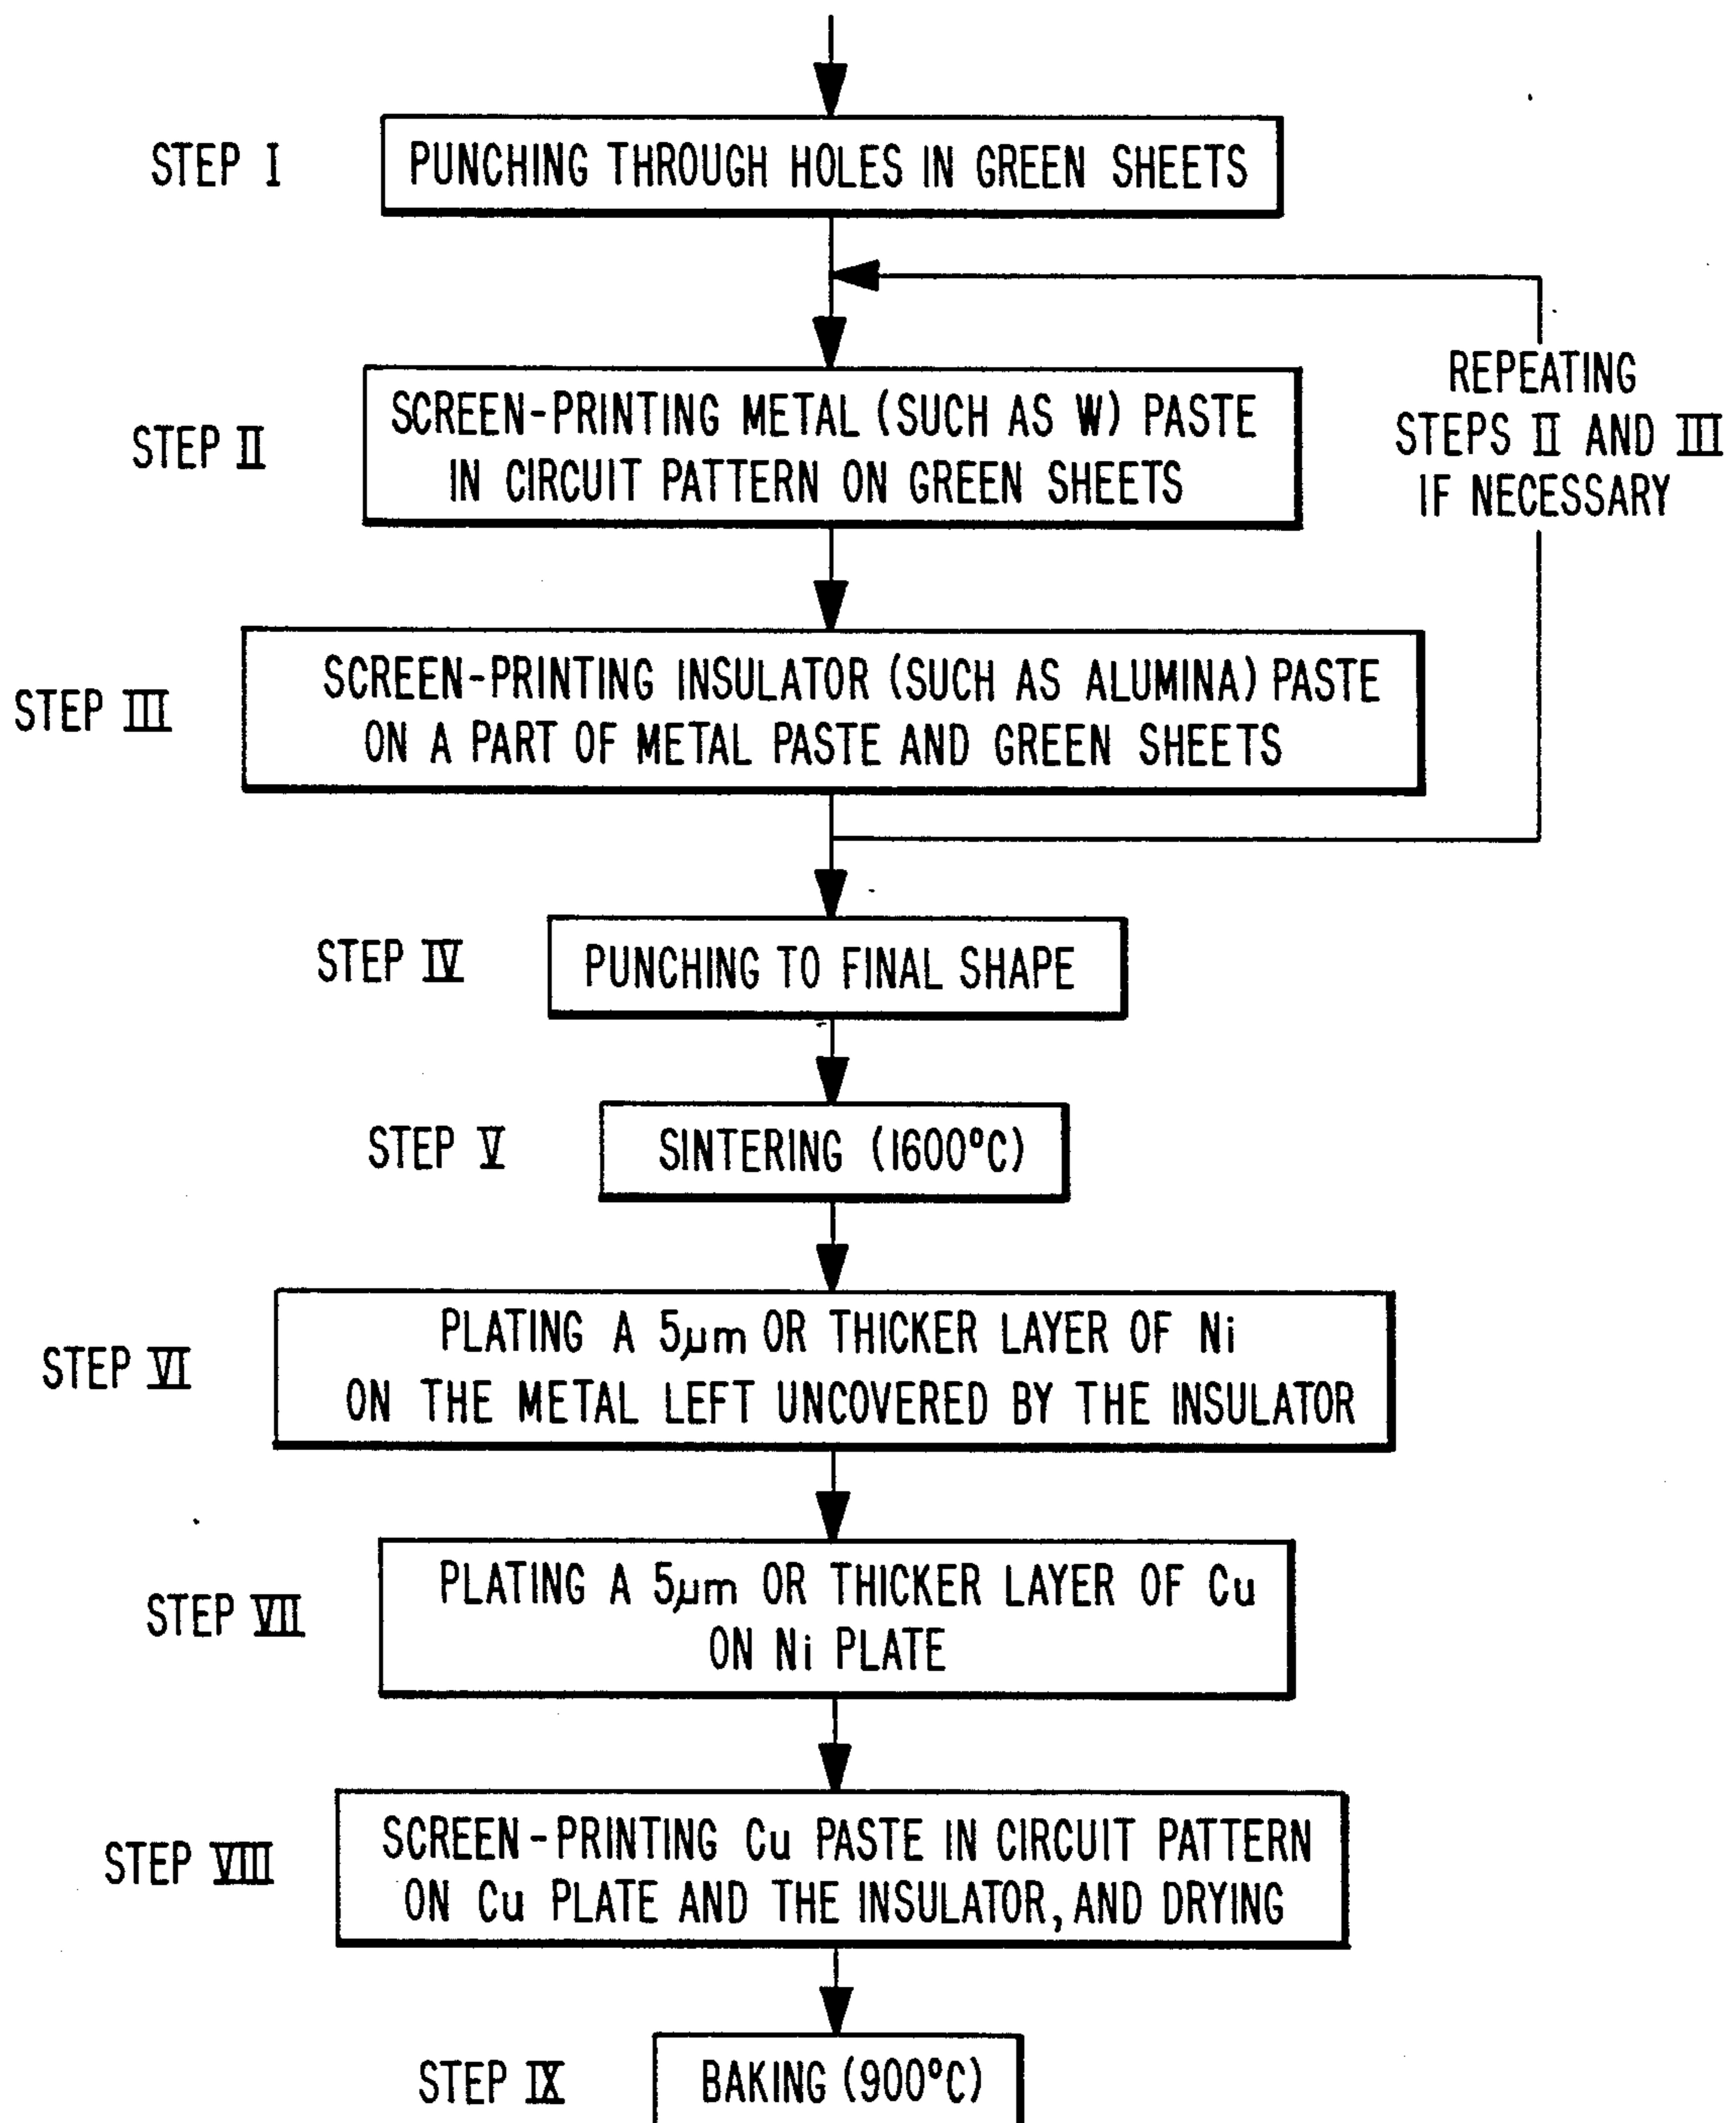 STEP I
PUNCHING THROUGH HOLES IN GREEN SHEETS
STEP II
SCREEN-PRINTING METAL (SUCH AS W) PASTE
IN CIRCUIT PATTERN ON GREEN SHEETS
REPEATING
STEPS II AND III
IF NECESSARY
STEP III
SCREEN-PRINTING INSULATOR (SUCH AS ALUMINA) PASTE
ON A PART OF METAL PASTE AND GREEN SHEETS
STEP IV
PUNCHING TO FINAL SHAPE
STEP V
SINTERING (1600°C)
STEP VI
PLATING A 5μm OR THICKER LAYER OF Ni
ON THE METAL LEFT UNCOVERED BY THE INSULATOR
STEP VII
PLATING A 5μm OR THICKER LAYER OF Cu
ON Ni PLATE
STEP VIII
SCREEN-PRINTING Cu PASTE IN CIRCUIT PATTERN
ON Cu PLATE AND THE INSULATOR, AND DRYING
STEP IX
BAKING (900°C)